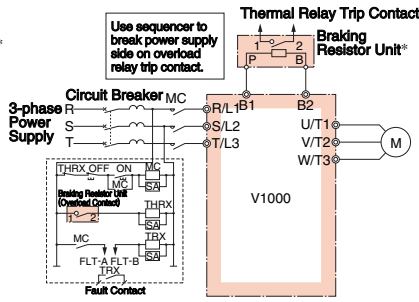 Thermal Relay Trip Contact
*
Use sequencer to
break power supply
side on overload
relay trip contact.
1 2
Braking
Resistor Unit*
P B
Circuit Breaker MC
B1 B2
3-phase
Power
Supply
R R/L1
S S/L2
T T/L3
U/T1
V/T2
W/T3
M
V1000
THRX OFF ON MC
MC SA
Braking Resistor Unit
(Overload Contact)
1 2
THRX
SA
MC TRX
SA
FLT-A FLT-B
TRX
Fault Contact